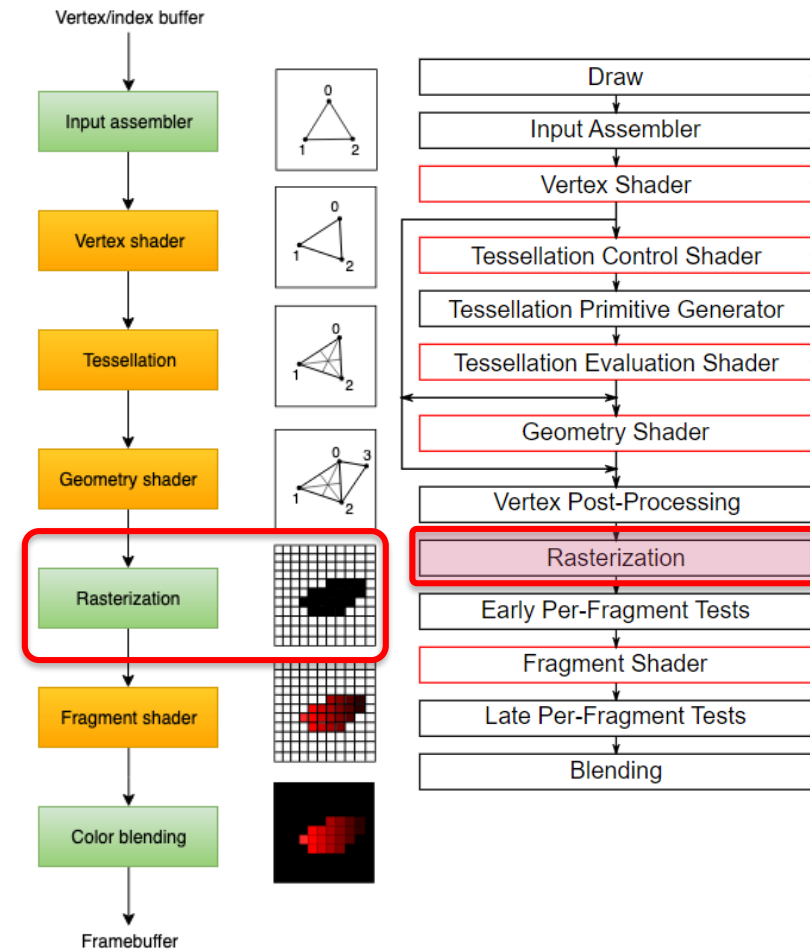 Vertex/index buffer
Input assembler
Vertex shader
Tessellation
Geometry shader
Rasterization
Fragment shader
Color blending
Framebuffer
0
1
2
0
1
2
0
1
2
0
3
1
2
Draw
Input Assembler
Vertex Shader
Tessellation Control Shader
Tessellation Primitive Generator
Tessellation Evaluation Shader
Geometry Shader
Vertex Post-Processing
Rasterization
Early Per-Fragment Tests
Fragment Shader
Late Per-Fragment Tests
Blending